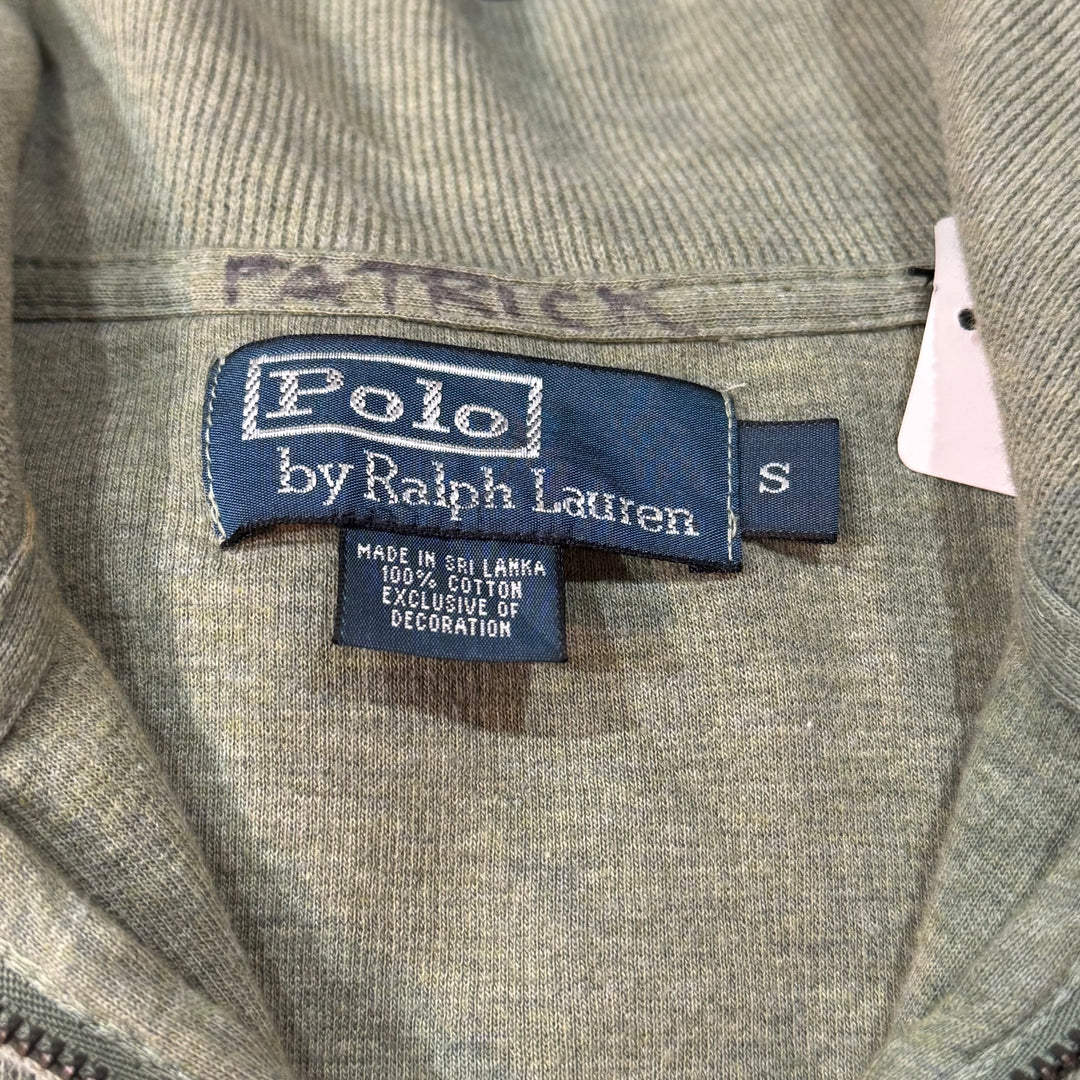 PATRICK
Polo
by Ralph Lauren
S
MADE IN SRI LANKA
100% COTTON
EXCLUSIVE OF
DECORATION